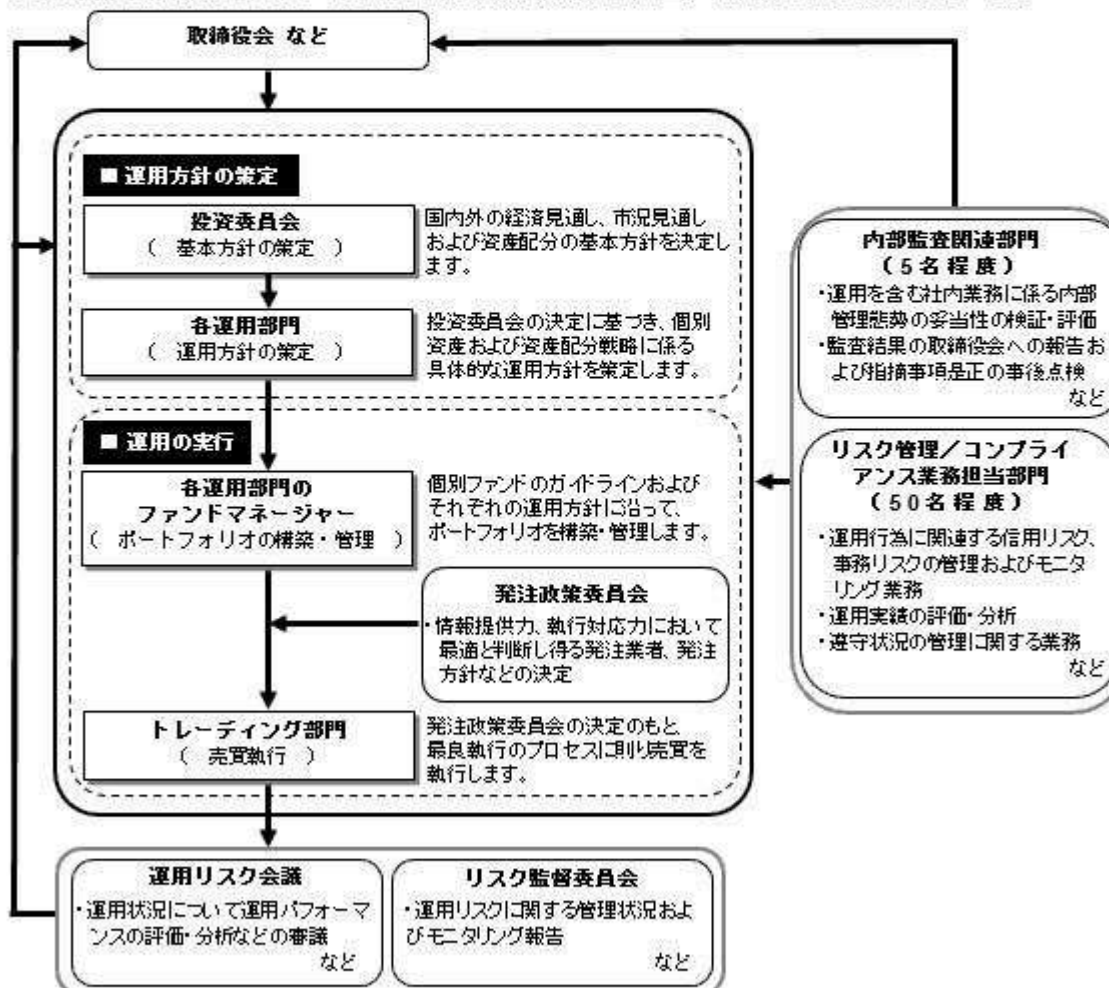 取締役会 など
■ 運用方針の策定
投資委員会
( 基本方針の策定 )
国内外の経済見通し、市況見通し
および資産配分の基本方針を決定し
ます。
各運用部門
( 運用方針の策定 )
投資委員会の決定に基づき、個別
資産および資産配分戦略に係る
具体的な運用方針を策定します。
■ 運用の実行
各運用部門の
ファンドマネージャー
( ポートフォリオの構築・管理 )
個別ファンドのガイドラインおよび
それぞれの運用方針に沿って、
ポートフォリオを構築・管理します。
発注政策委員会
・情報提供力、執行対応力において
最適と判断し得る発注業者、発注
方針などの決定
トレーディング部門
( 売買執行 )
発注政策委員会の決定のもと
最良執行のプロセスに則り売買を
執行します。
内部監査関連部門
(5名程度)
・運用を含む社内業務に係る内部
管理態勢の妥当性の検証・評価
・監査結果の取締役会への報告お
よび指摘事項是正の事後点検
など
リスク管理/コンプライ
アンス業務担当部門
(50名程度)
・運用行為に関連する信用リスク、
事務リスクの管理およびモニタ
リング業務
・運用実績の評価・分析
・遵守状況の管理に関する業務
など
運用リスク会議
・運用状況について運用パフォーマ
ンスの評価・分析などの審議
など
リスク監督委員会
・運用リスクに関する管理状況およ
びモニタリング報告
など